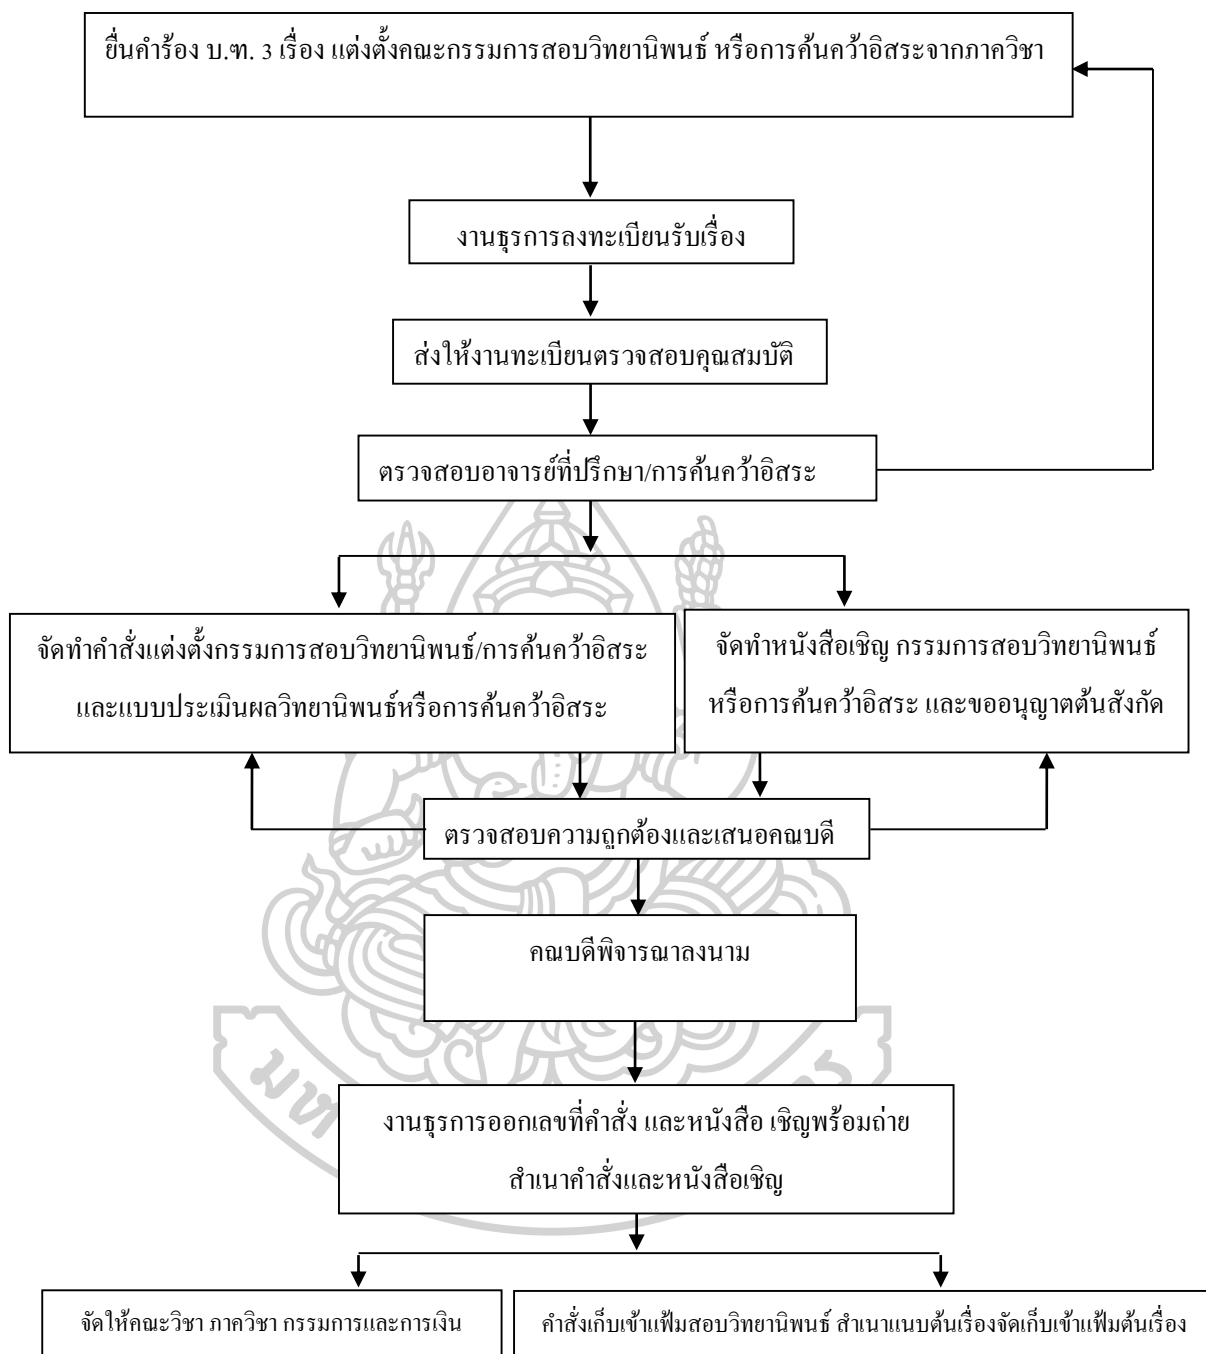 ยื่นคำร้อง บ.ฑ. 3 เรื่อง แต่งตั้งคณะกรรมการสอบวิทยานิพนธ์ หรือการค้นคว้าอิสระจากภาควิชา
งานธุรการลงทะเบียนรับเรื่อง
ส่งให้งานทะเบียนตรวจสอบคุณสมบัติ
ตรวจสอบอาจารย์ที่ปรึกษา/การค้นคว้าอิสระ
จัดทำคำสั่งแต่งตั้งกรรมการสอบวิทยานิพนธ์/การค้นคว้าอิสระ
และแบบประเมินผลวิทยานิพนธ์หรือการค้นคว้าอิสระ
จัดทำหนังสือเชิญ กรรมการสอบวิทยานิพนธ์
หรือการค้นคว้าอิสระ และขออนุญาตต้นสังกัด
ตรวจสอบความถูกต้องและเสนอคณบดี
คณบดีพิจารณาลงนาม
งานธุรการออกเลขที่คำสั่ง และหนังสือ เชิญพร้อมถ่าย
สำเนาคำสั่งและหนังสือเชิญ
จัดให้คณะวิชา ภาควิชา กรรมการและการเงิน
คำสั่งเก็บเข้าแฟ้มสอบวิทยานิพนธ์ สำเนาแนบต้นเรื่องจัดเก็บเข้าแฟ้มต้นเรื่อง